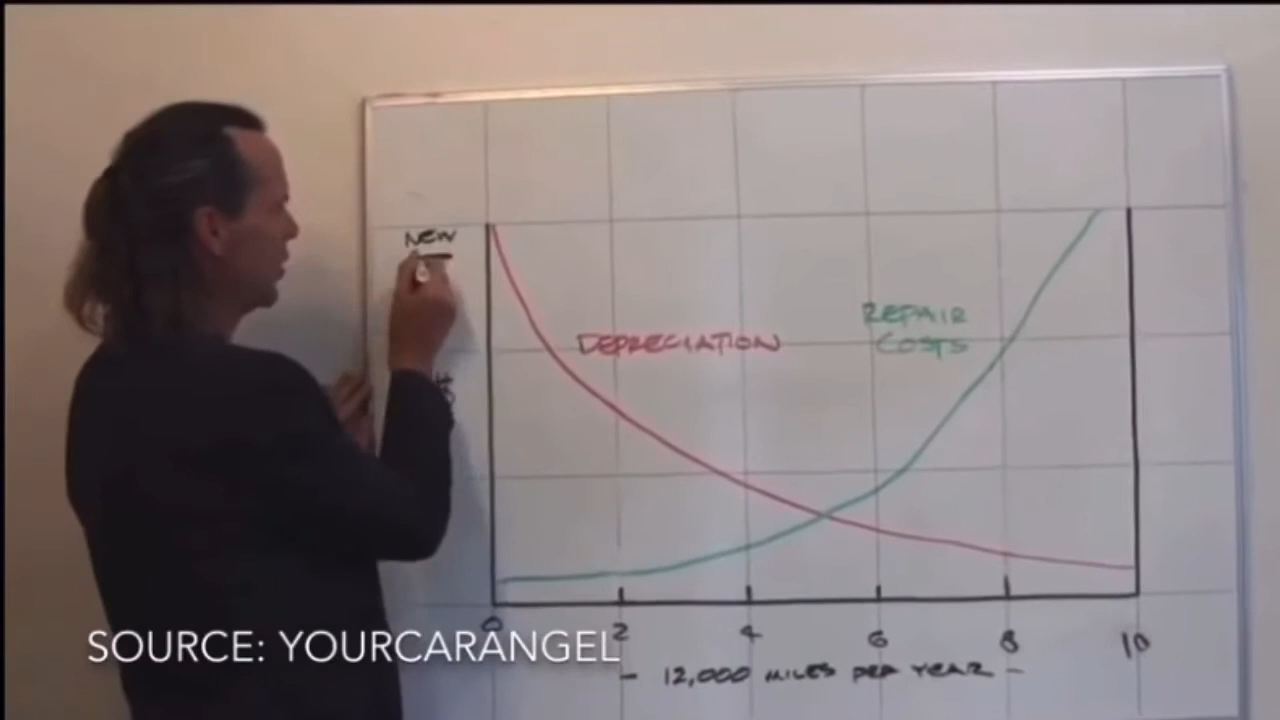 NEW
DEPRECIATION
REPAIR
COSTS
0 2 4 6 8 10
- 12,000 MILES PER YEAR -
SOURCE: YOURCARANGEL